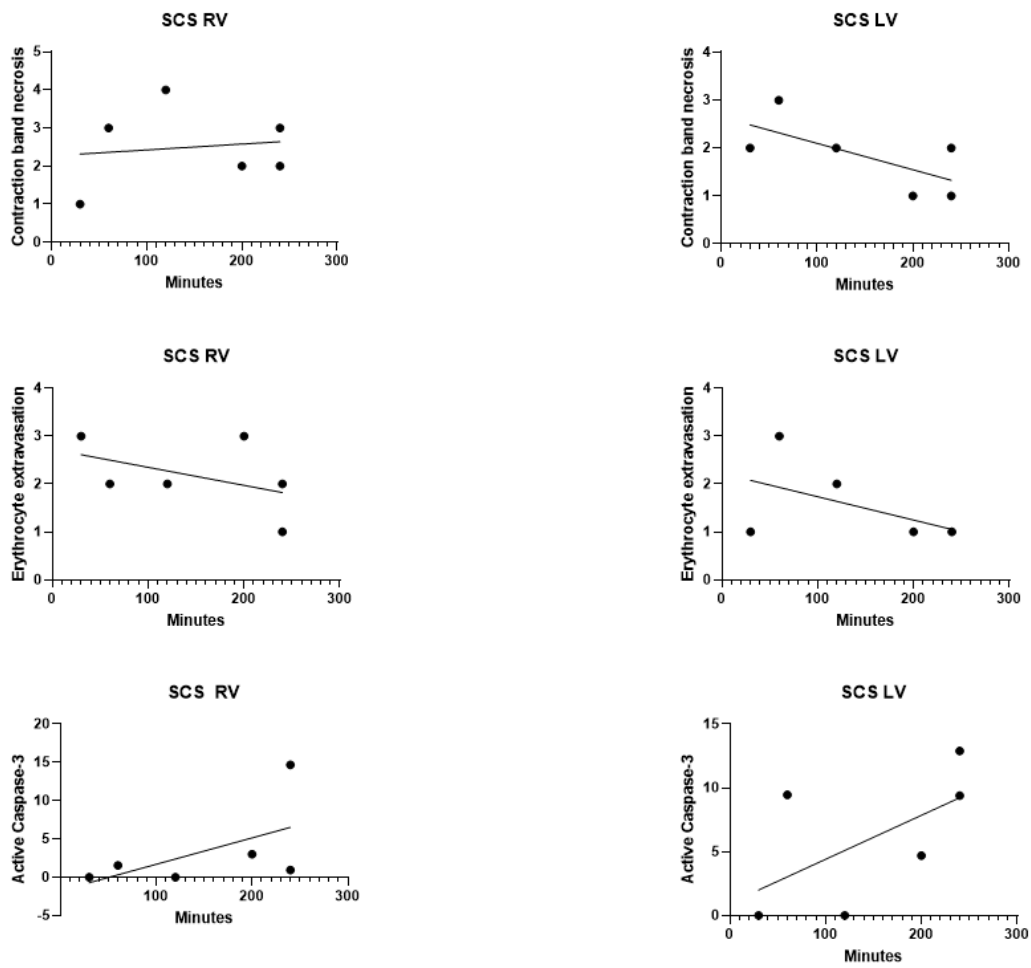 SCS RV
Contraction band necrosis
5
4
3
2
1
0
0 100 200 300
Minutes
SCS LV
Contraction band necrosis
4
3
2
1
0
0 100 200 300
Minutes
SCS RV
Erythrocyte extravasation
4
3
2
1
0
0 100 200 300
Minutes
SCS LV
Erythrocyte extravasation
4
3
2
1
0
0 100 200 300
Minutes
SCS RV
Active Caspase-3
20
15
10
5
0
-5
100 200 300
Minutes
SCS LV
Active Caspase-3
15
10
5
0
0 100 200 300
Minutes